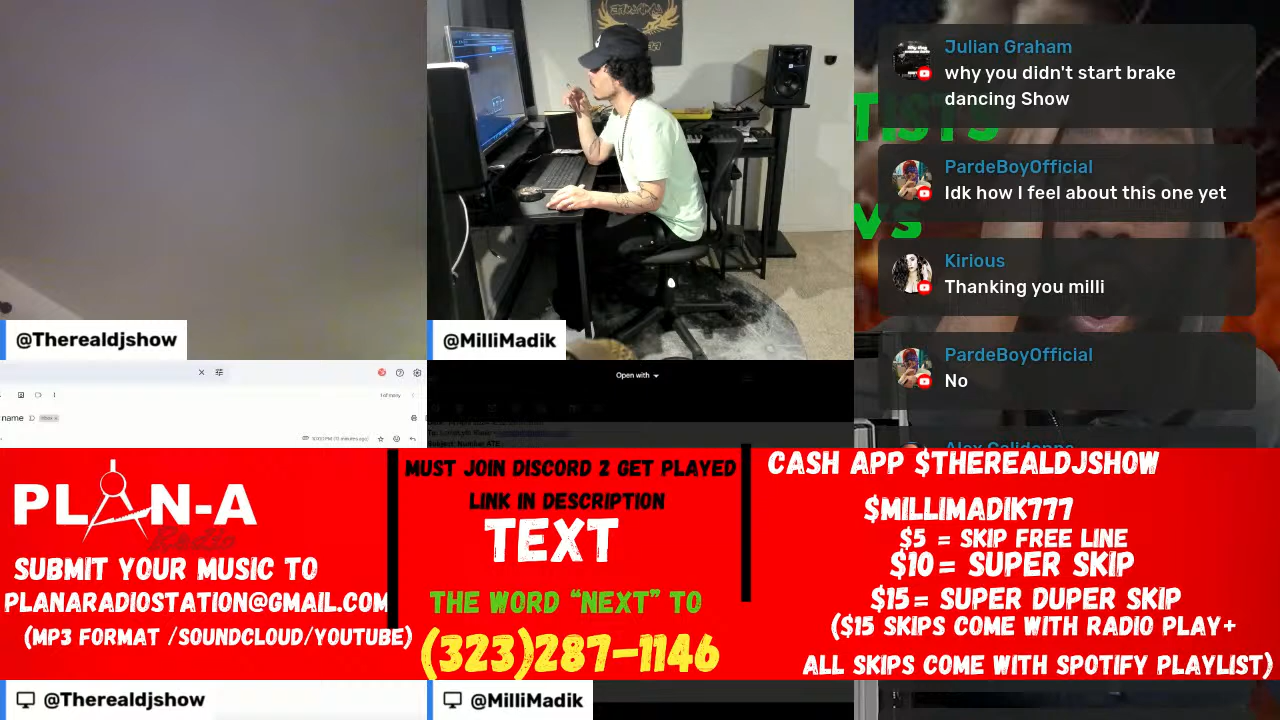 Julian Graham
why you didn't start brake
dancing Show
PardeBoyOfficial
Idk how I feel about this one yet
Kirious
Thanking you milli
PardeBoyOfficial
No
@Therealdjshow
@MilliMadik
Open with
1 of many
name
PLAN-A
Radio
SUBMIT YOUR MUSIC TO
PLANARADIOSTATION@GMAIL.COM
(MP3 FORMAT /SOUNDCLOUD/YOUTUBE)
MUST JOIN DISCORD 2 GET PLAYED
LINK IN DESCRIPTION
TEXT
THE WORD “NEXT” TO
(323)287-1146
CASH APP $THEREALDJSHOW
$MILLIMADIK777
$5 = SKIP FREE LINE
$10 = SUPER SKIP
$15= SUPER DUPER SKIP
($15 SKIPS COME WITH RADIO PLAY+
ALL SKIPS COME WITH SPOTIFY PLAYLIST)
@Therealdjshow
@MilliMadik